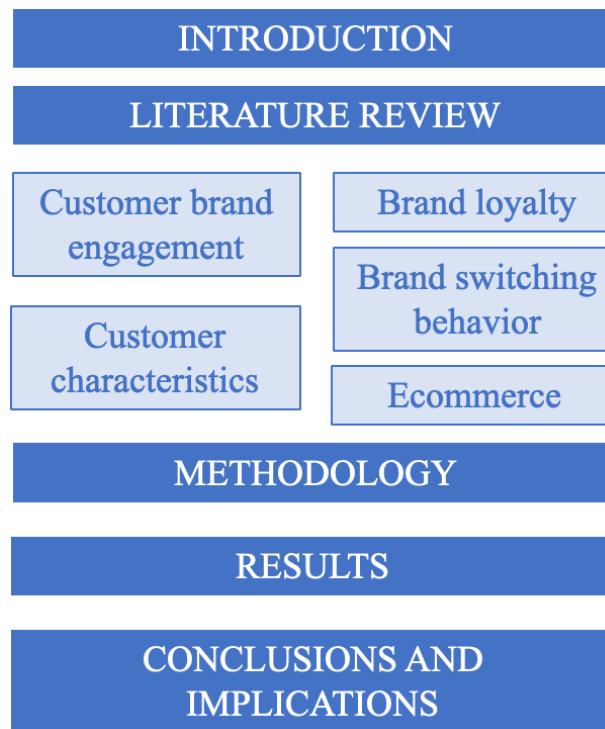 INTRODUCTION
LITERATURE REVIEW
Customer brand
engagement
Customer
characteristics
Brand loyalty
Brand switching
behavior
Ecommerce
METHODOLOGY
RESULTS
CONCLUSIONS AND
IMPLICATIONS